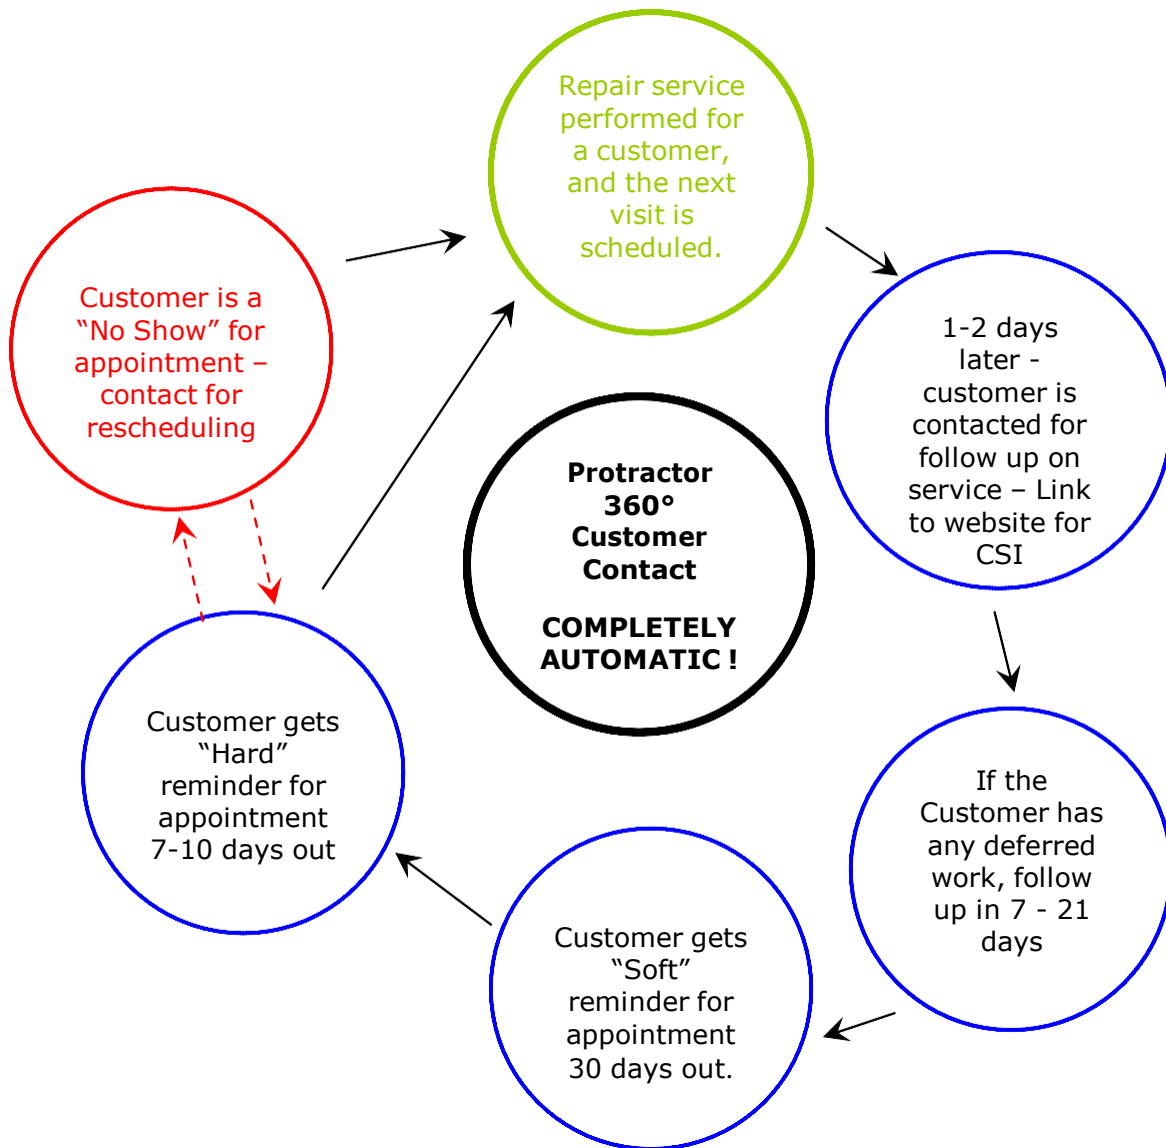 Repair service
performed for
a customer,
and the next
visit is
scheduled.
1-2 days
later -
customer is
contacted for
follow up on
service – Link
to website for
CSI
If the
Customer has
any deferred
work, follow
up in 7 - 21
days
Customer gets
“Soft”
reminder for
appointment
30 days out.
Customer gets
“Hard”
reminder for
appointment
7-10 days out
Customer is a
“No Show” for
appointment –
contact for
rescheduling
Protractor
360°
Customer
Contact
COMPLETELY
AUTOMATIC !